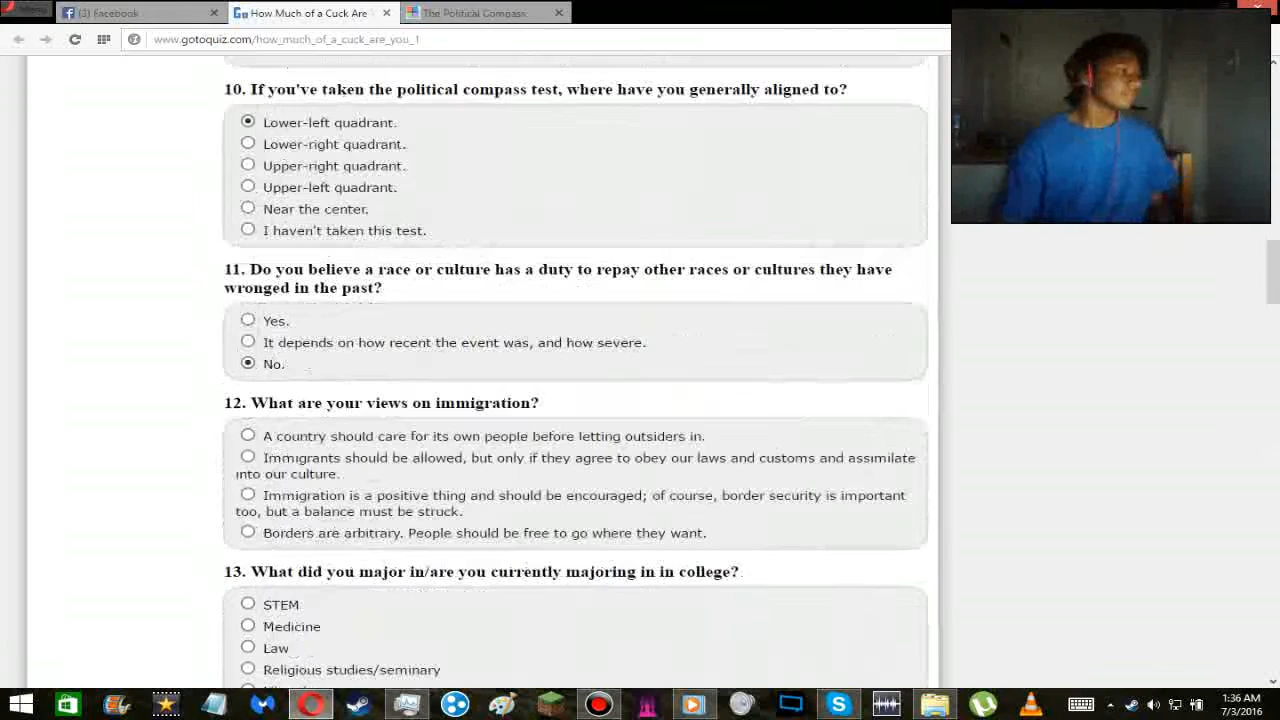 (3) Facebook
How Much of a Cuck Are
The Political Compass
www.gotoquiz.com/how_much_of_a_cuck_are_you_1
10. If you've taken the political compass test, where have you generally aligned to?
Lower-left quadrant.
Lower-right quadrant.
Upper-right quadrant.
Upper-left quadrant.
Near the center.
I haven't taken this test.
11. Do you believe a race or culture has a duty to repay other races or cultures they have
wronged in the past?
Yes.
It depends on how recent the event was, and how severe.
No.
12. What are your views on immigration?
A country should care for its own people before letting outsiders in.
Immigrants should be allowed, but only if they agree to obey our laws and customs and assimilate
into our culture.
Immigration is a positive thing and should be encouraged; of course, border security is important
too, but a balance must be struck.
Borders are arbitrary. People should be free to go where they want.
13. What did you major in/are you currently majoring in in college?
STEM
Medicine
Law
Religious studies/seminary
1:36 AM
7/3/2016